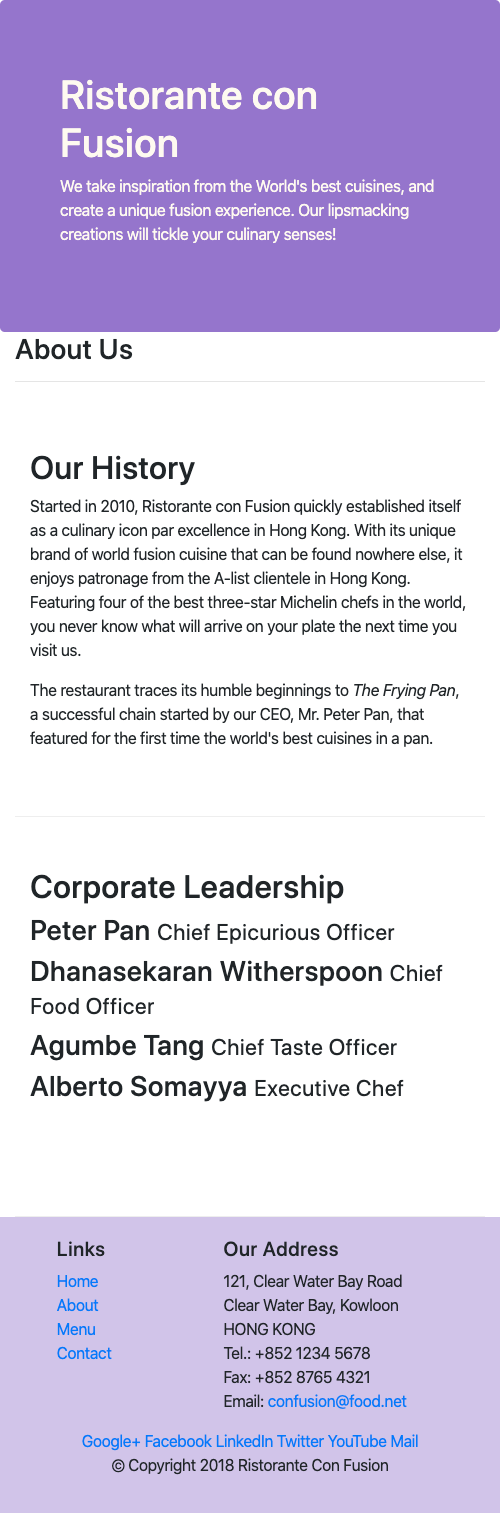 Ristorante con
Fusion
We take inspiration from the World's best cuisines, and
create a unique fusion experience. Our lipsmacking
creations will tickle your culinary senses!
About Us
Our History
Started in 2010, Ristorante con Fusion quickly established itself
as a culinary icon par excellence in Hong Kong. With its unique
brand of world fusion cuisine that can be found nowhere else, it
enjoys patronage from the A-list clientele in Hong Kong.
Featuring four of the best three-star Michelin chefs in the world,
you never know what will arrive on your plate the next time you
visit us.
The restaurant traces its humble beginnings to The Frying Pan,
a successful chain started by our CEO, Mr. Peter Pan, that
featured for the first time the world's best cuisines in a pan.
Corporate Leadership
Peter Pan Chief Epicurious Officer
Dhanasekaran Witherspoon Chief
Food Officer
Agumbe Tang Chief Taste Officer
Alberto Somayya Executive Chef
Links
Home
About
Menu
Contact
Our Address
121, Clear Water Bay Road
Clear Water Bay, Kowloon
HONG KONG
Tel.: +852 1234 5678
Fax: +852 8765 4321
Email: confusion@food.net
Google+ Facebook LinkedIn Twitter YouTube Mail
© Copyright 2018 Ristorante Con Fusion